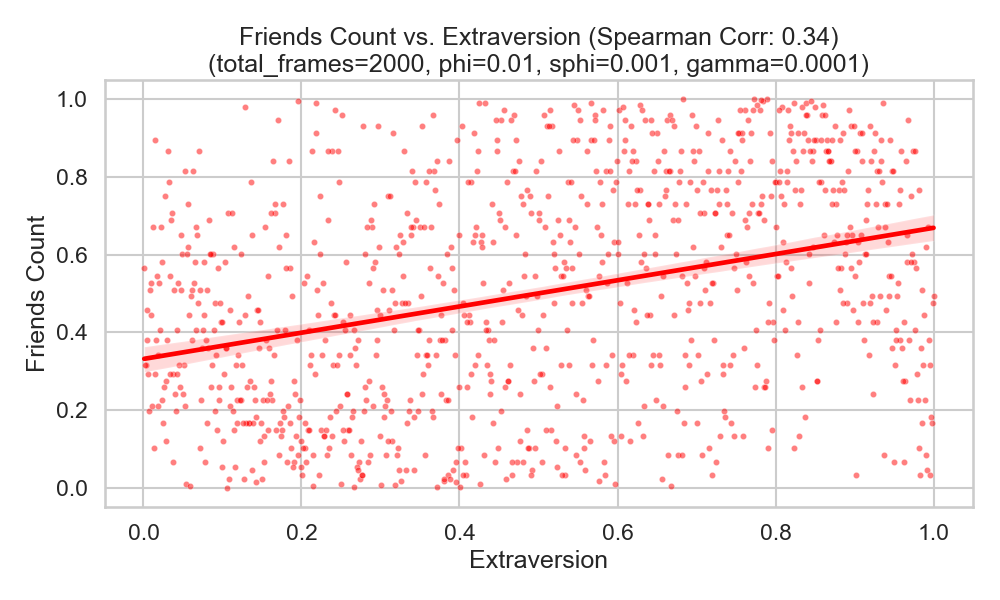 Friends Count vs. Extraversion (Spearman Corr: 0.34)
(total_frames=2000, phi=0.01, sphi=0.001, gamma=0.0001)
1.0
0.8
0.6
0.4
0.2
0.0
Friends Count
0.0 0.2 0.4 0.6 0.8 1.0
Extraversion